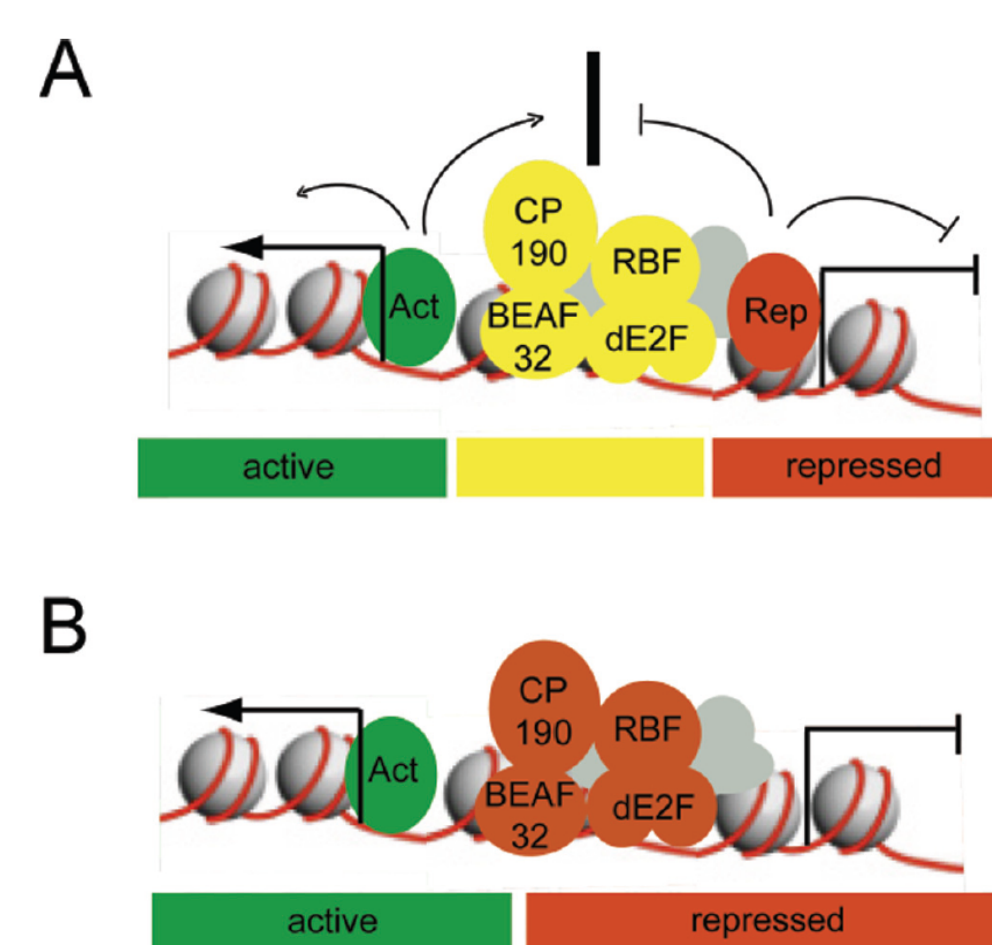 A
CP
190
RBF
Act
BEAF
32
dE2F
Rep
active
repressed
B
CP
190
RBF
Act
BEAF
32
dE2F
active
repressed